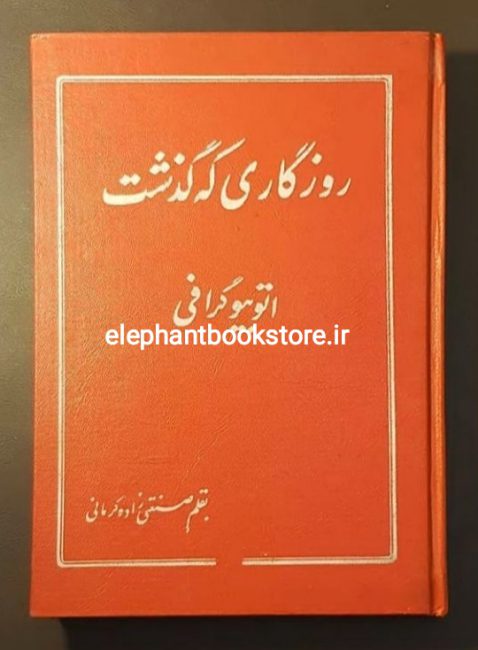 روزگاری که گذشت
اتوبیوگرافی
elephantbookstore.ir
بقلم صنعتی زاده کرمانی